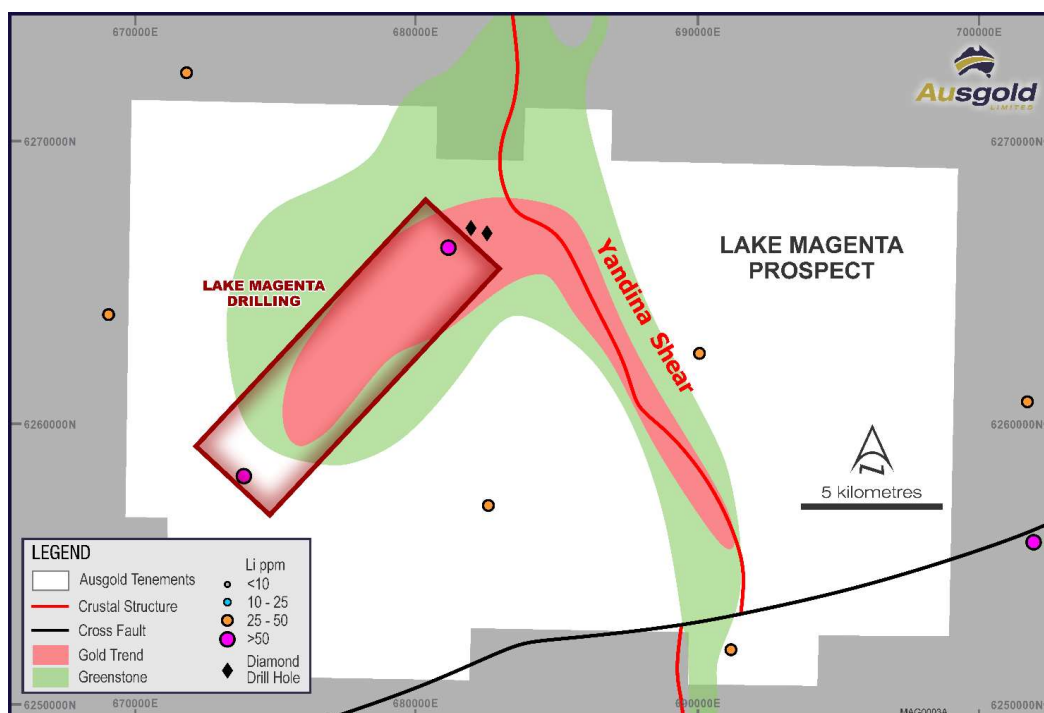 670000E
680000E
690000E
700000E
Ausgold
LIMITED
6270000N
6270000N
LAKE MAGENTA
PROSPECT
LAKE MAGENTA
DRILLING
Yandina Shear
6260000N
6260000N
N
5 kilometres
LEGEND
Ausgold Tenements
Crustal Structure
Cross Fault
Gold Trend
Greenstone
Li ppm
<10
10 - 25
25 - 50
>50
Diamond
Drill Hole
6250000N
6250000N
670000E
680000E
690000E
MAG0003A